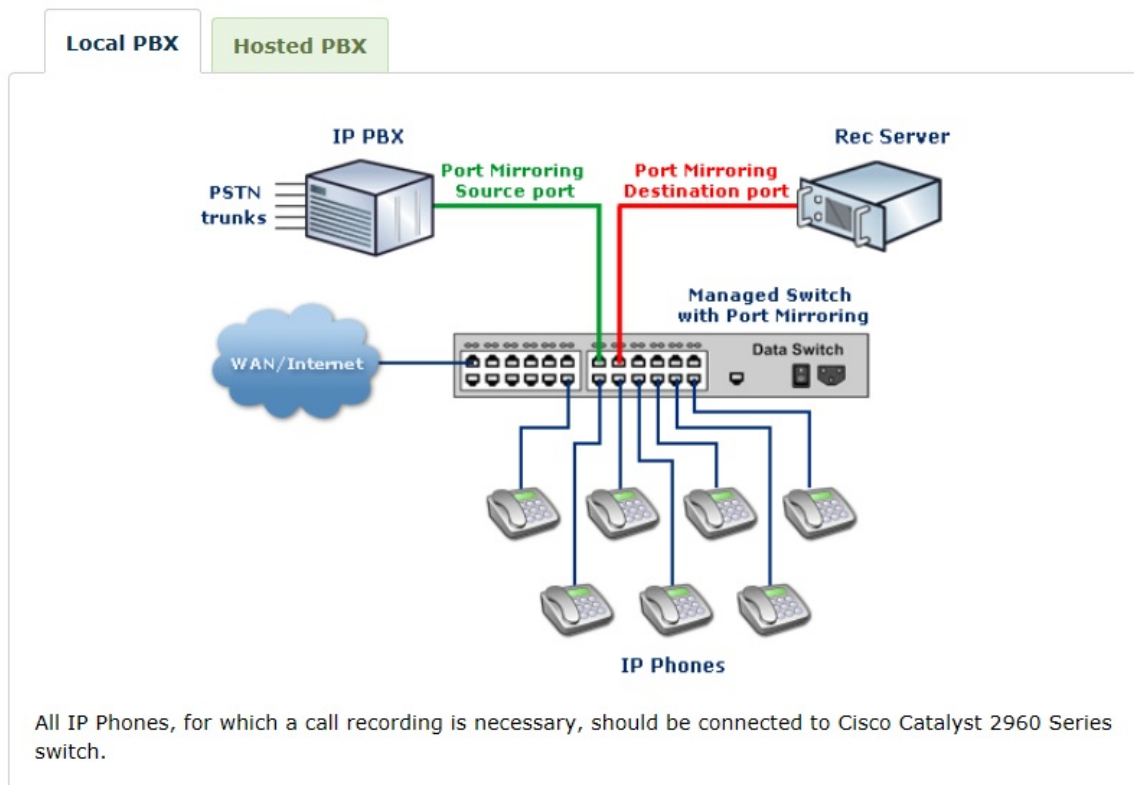 Local PBX
Hosted PBX
IP PBX
Rec Server
PSTN
trunks
Port Mirroring
Source port
Port Mirroring
Destination port
Managed Switch
with Port Mirroring
WAN/Internet
Data Switch
IP Phones
All IP Phones, for which a call recording is necessary, should be connected to Cisco Catalyst 2960 Series
switch.